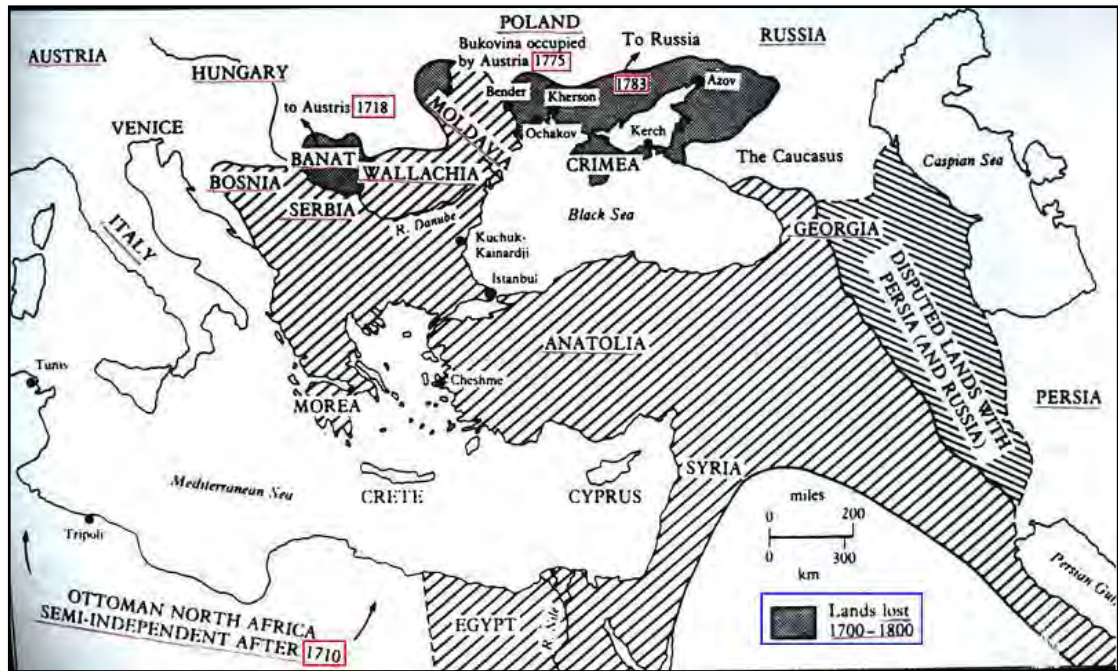 POLAND
Bukovina occupied
by Austria 1775
To Russia
RUSSIA
AUSTRIA
HUNGARY
1783
Azov
Bender
Kherson
to Austris 1718
MOLDAVIA
Ochakov
Kerch
VENICE
BANAT
WALLACHIA
CRIMEA
The Caucasus
Caspian Sea
BOSNIA
SERBIA
R. Danube
Black Sea
GEORGIA
ITALY
Kuchuk-
Kainardji
Istanbul
DISPUTED LANDS WITH
PERSIA (AND RUSSIA)
ANATOLIA
Tunis
Cheshme
PERSIA
MOREA
SYRIA
Mediterranean Sea
CRETE
CYPRUS
miles
0 200
0 300
km
Tripoli
Persian Gulf
OTTOMAN NORTH AFRICA
SEMI-INDEPENDENT AFTER 1710
EGYPT
R. Nile
Lands lost
1700–1800